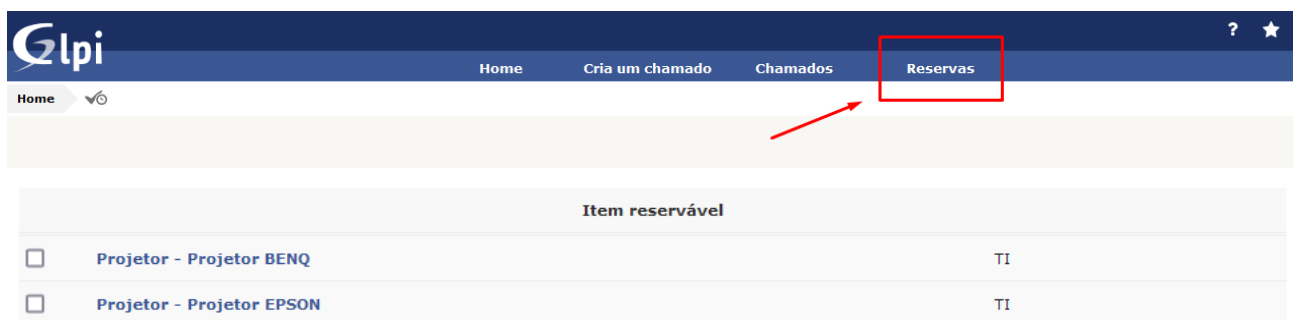 Glpi
?
Home Cria um chamado Chamados Reservas
Home
Item reservável
Projetor - Projetor BENQ TI
Projetor - Projetor EPSON TI